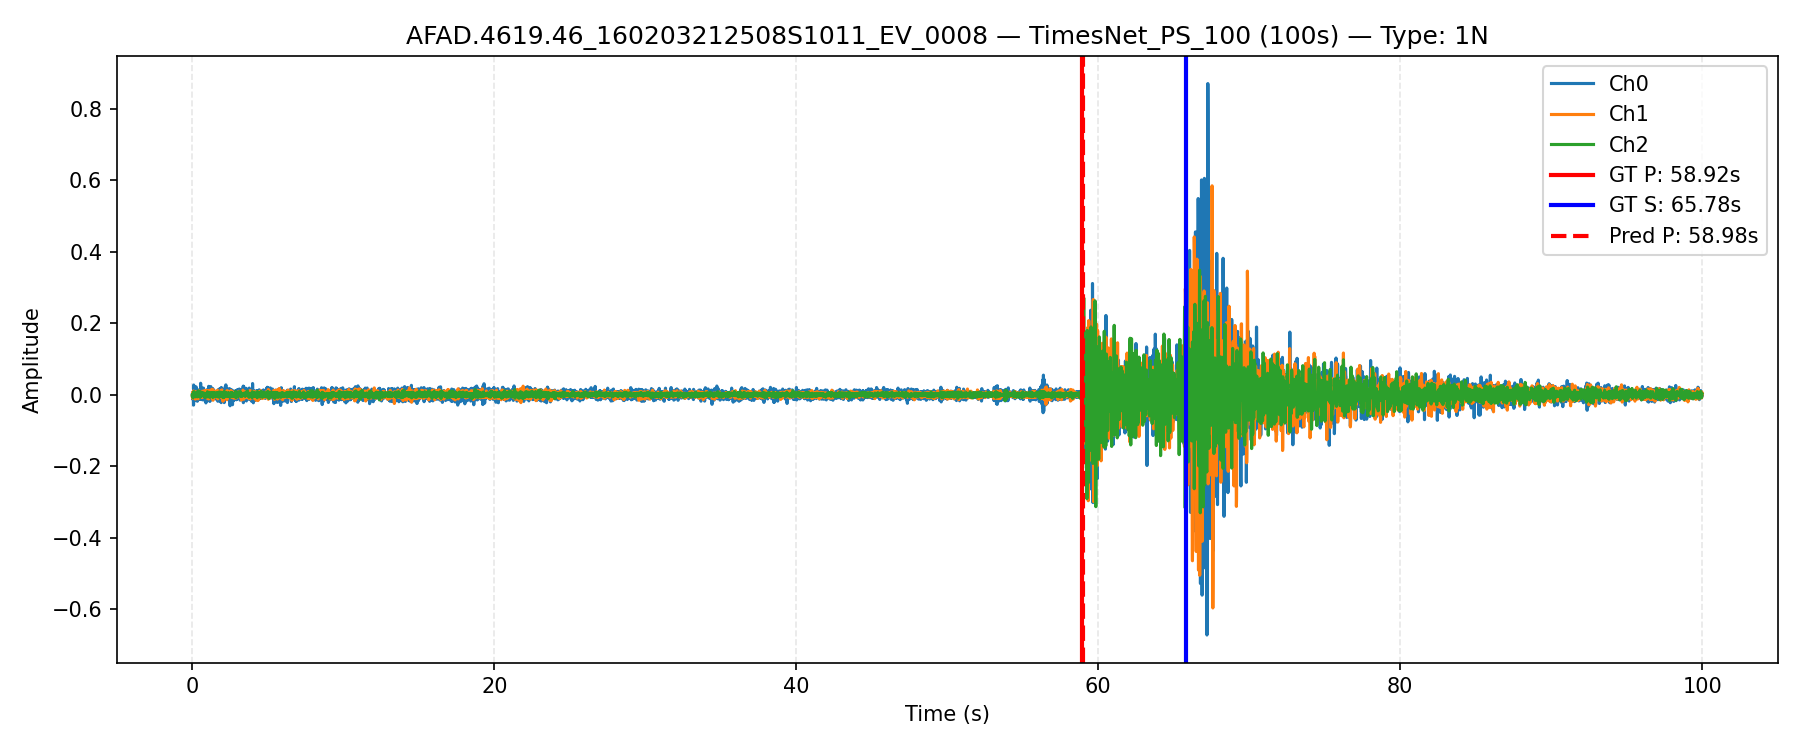 AFAD.4619.46_160203212508S1011_EV_0008 — TimesNet_PS_100 (100s) — Type: 1N
Ch0
Ch1
Ch2
GT P: 58.92s
GT S: 65.78s
Pred P: 58.98s
Amplitude
0.8
0.6
0.4
0.2
0.0
−0.2
−0.4
−0.6
0
20
40
60
80
100
Time (s)